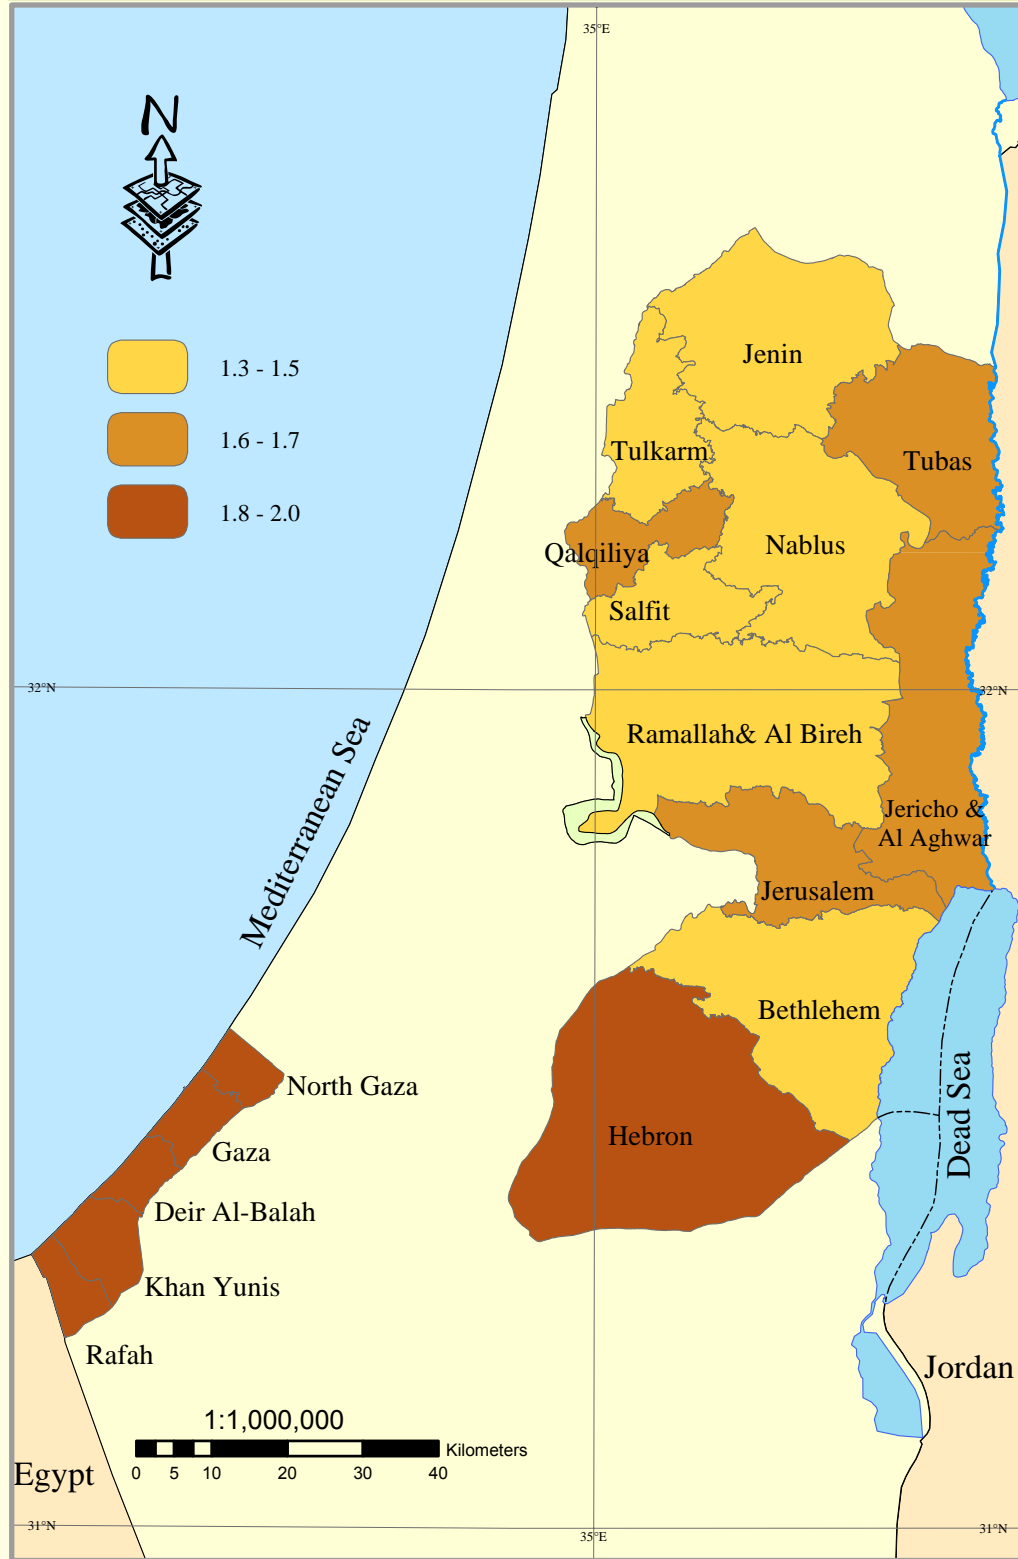 35°E
N
1.3 - 1.5
1.6 - 1.7
1.8 - 2.0
Jenin
Tulkarm
Tubas
Qalqiliya
Nablus
Salfit
32°N
32°N
Ramallah& Al Bireh
Mediterranean Sea
Jericho &
Al Aghwar
Jerusalem
Bethlehem
North Gaza
Hebron
Dead Sea
Gaza
Deir Al-Balah
Khan Yunis
Rafah
Jordan
1:1,000,000
Kilometers
0 5 10 20 30 40
Egypt
31°N
35°E
31°N